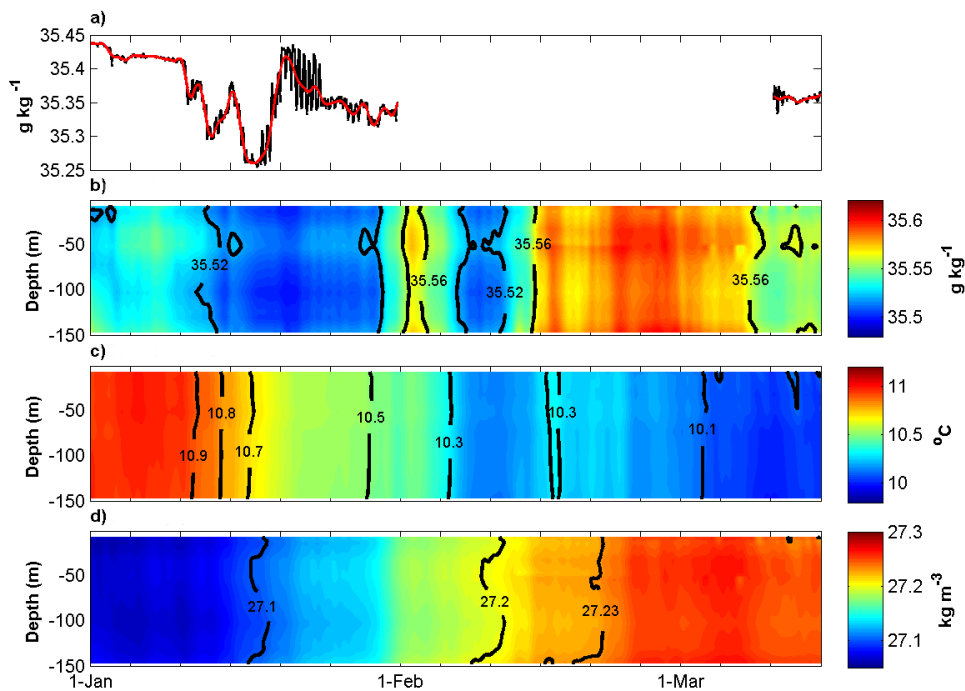 a)
35.45
35.4
35.35
35.3
35.25
g kg-1
b)
-50
-100
-150
Depth (m)
35.52
35.56
35.52
35.56
35.56
35.6
35.55
35.5
g kg-1
c)
-50
-100
-150
Depth (m)
10.9
10.8
10.7
10.5
10.3
10.3
10.1
11
10.5
10
oC
d)
-50
-100
-150
Depth (m)
27.1
27.2
27.23
27.3
27.2
27.1
kg m-3
1-Jan
1-Feb
1-Mar